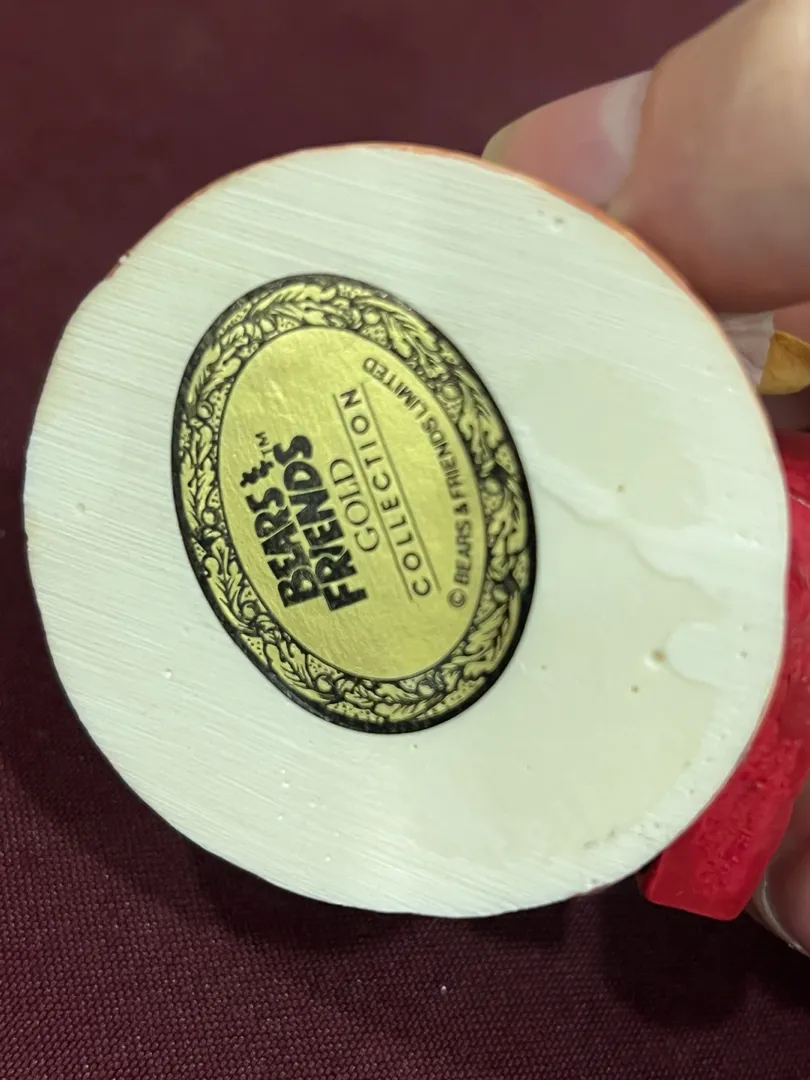 BEARS & ™
FRIENDS
GOLD
COLLECTION
© BEARS & FRIENDS LIMITED